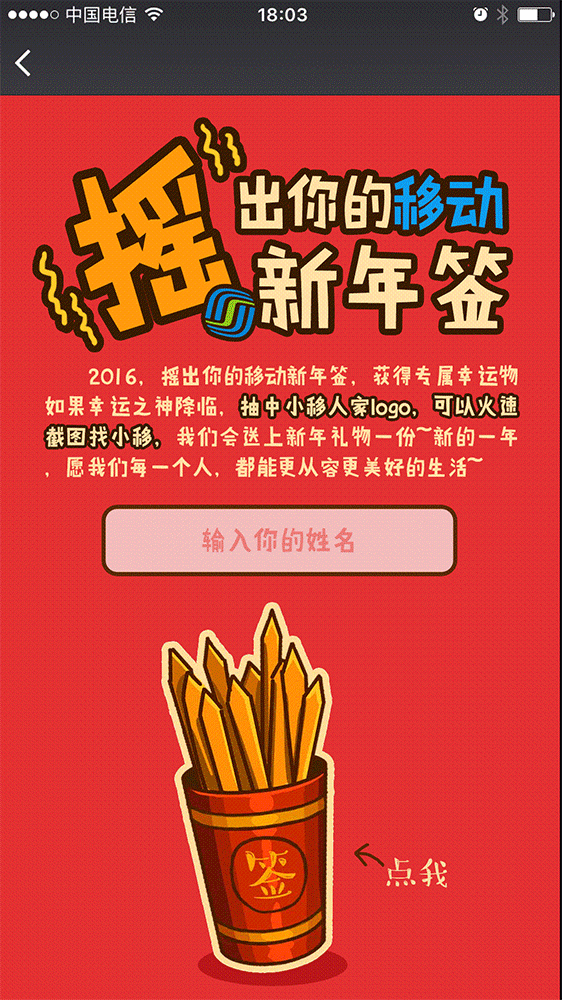 中国电信 18:03
摇出你的移动
新年签
2016，摇出你的移动新年签，获得专属幸运物
如果幸运之神降临，抽中小移人家logo，可以火速
截图找小移，我们会送上新年礼物一份~新的一年
，愿我们每一个人，都能更从容更美好的生活~
输入你的姓名
签
点我